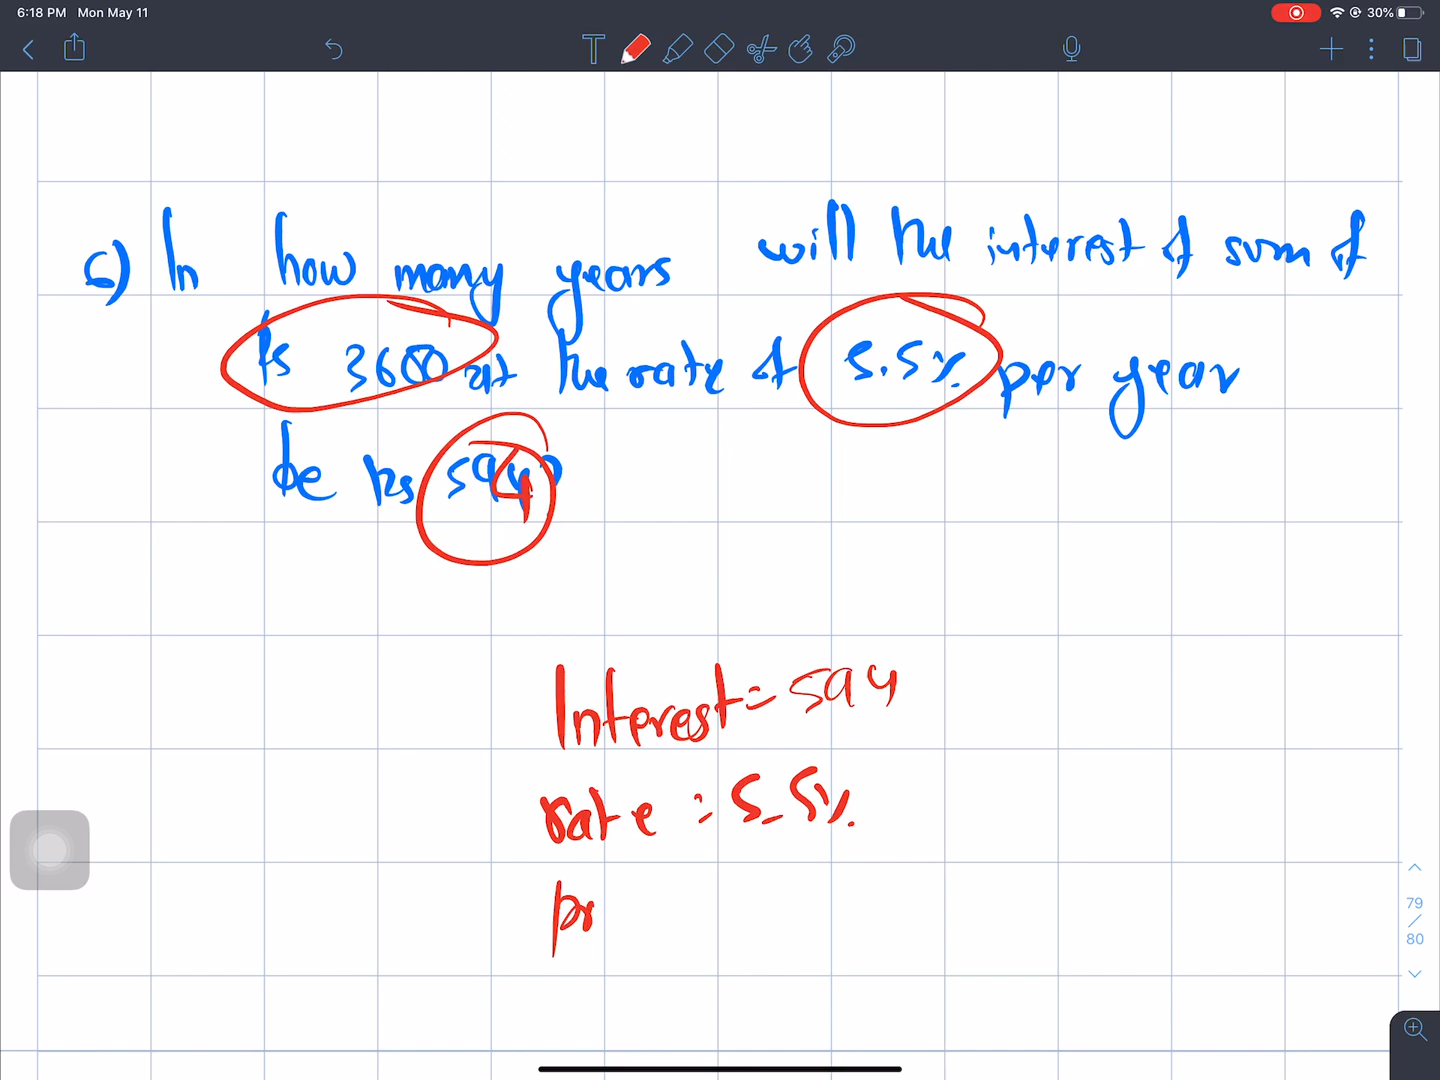 6:18 PM Mon May 11
30%
6) In how many years will the interest of sum of
Rs 3600 at the rate of 5.5% per year
be Rs 594?
Interest = 594
rate = 5.5%
pr
79
/
80